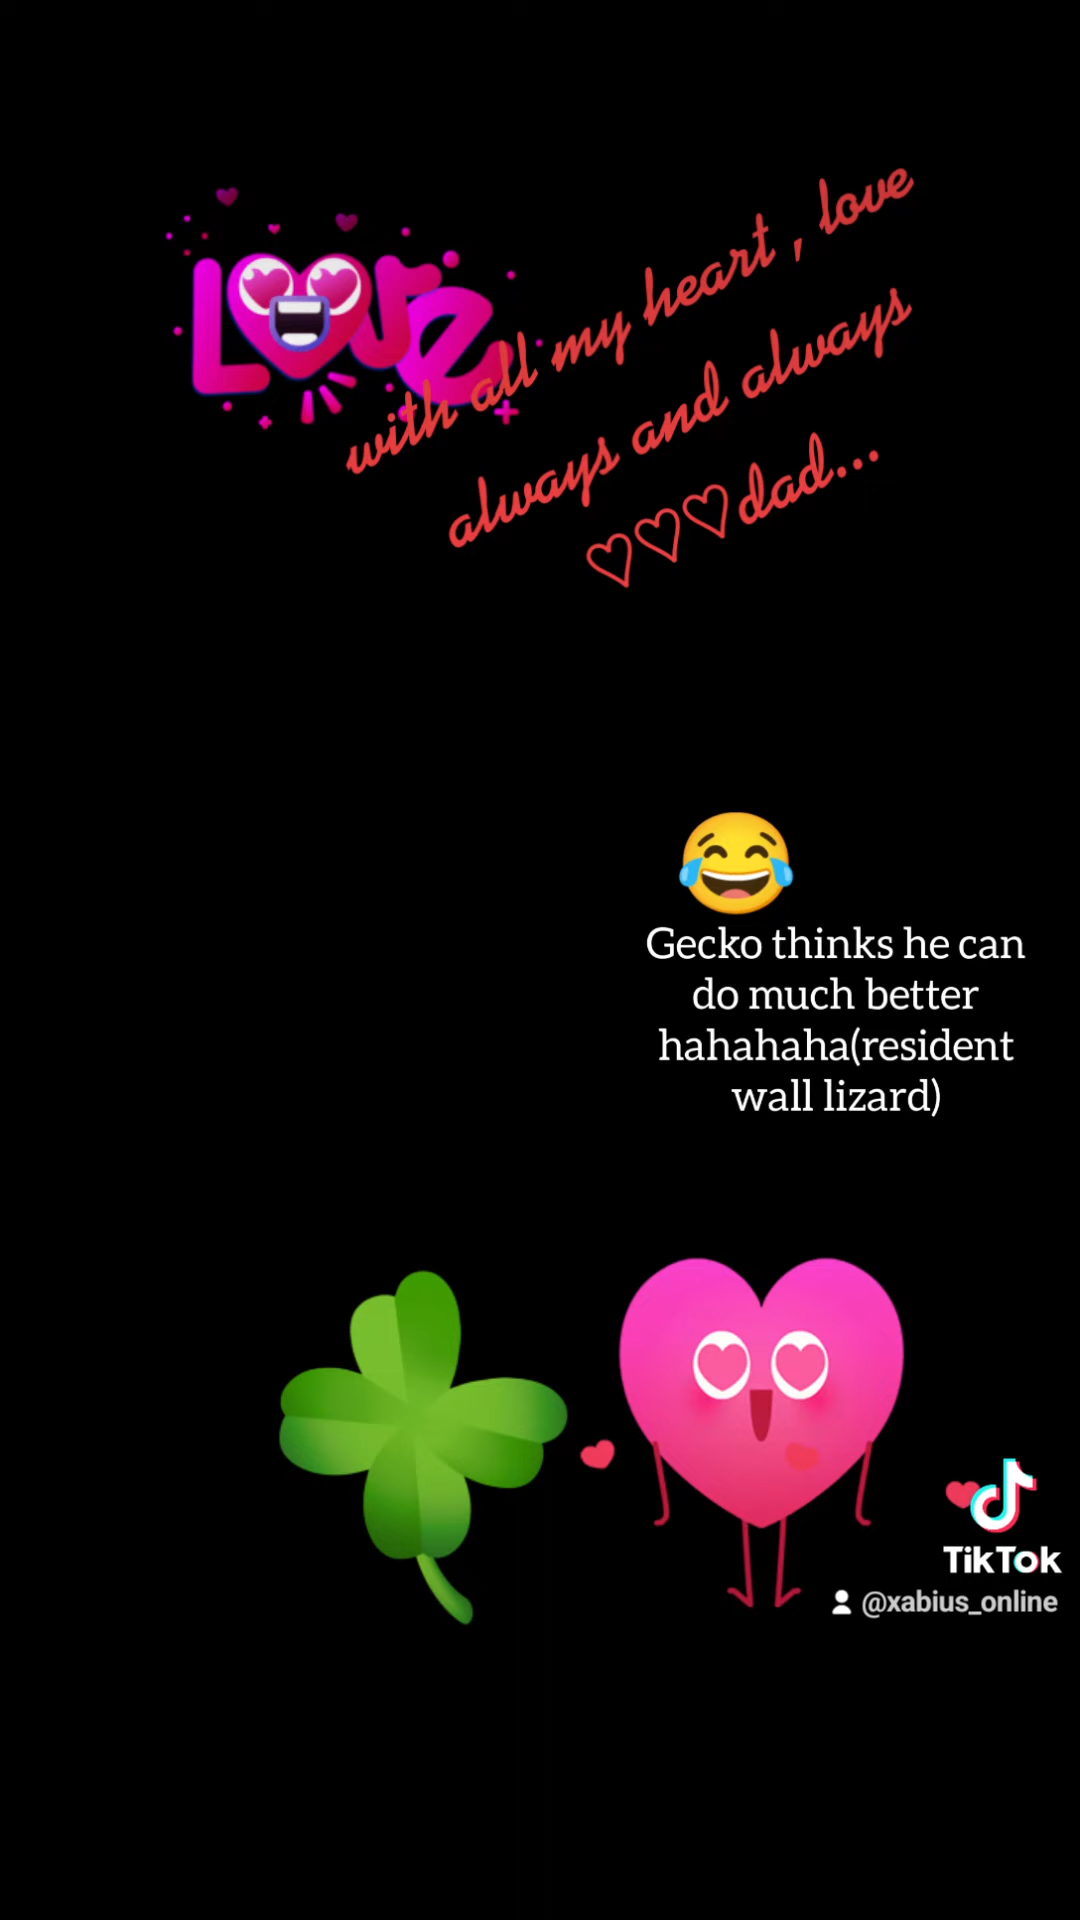 Love
with all my heart , love
always and always
♡♡♡dad...
😂
Gecko thinks he can
do much better
hahahaha(resident
wall lizard)
TikTok
@xabius_online